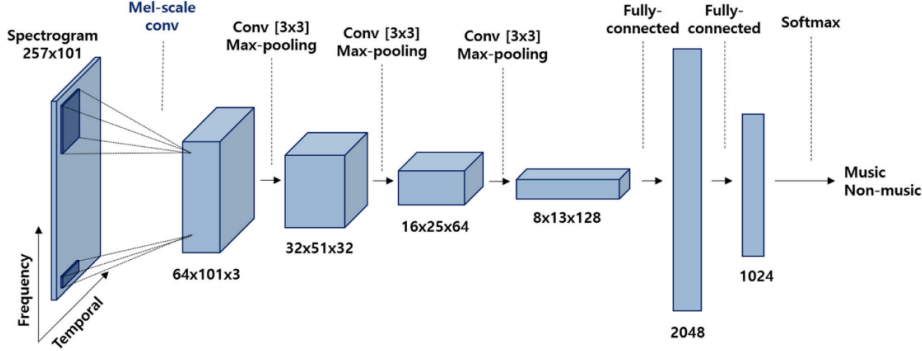 Spectrogram
257x101
Mel-scale
conv
Conv [3x3]
Max-pooling
Conv [3x3]
Max-pooling
Conv [3x3]
Max-pooling
Fully-
connected
Fully-
connected
Softmax
Frequency
Temporal
64x101x3
32x51x32
16x25x64
8x13x128
2048
1024
Music
Non-music